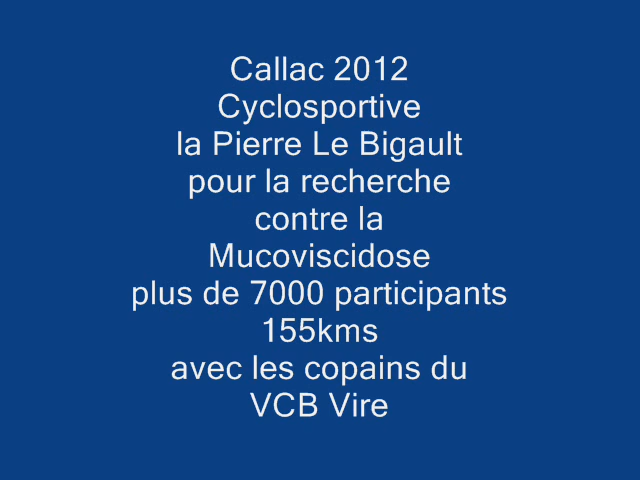 Callac 2012
Cyclosportive
la Pierre Le Bigault
pour la recherche
contre la
Mucoviscidose
plus de 7000 participants
155kms
avec les copains du
VCB Vire